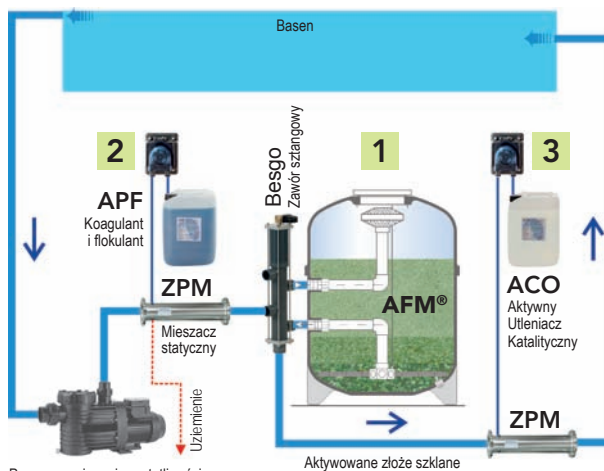 Basen
2
APF
Koagulant
i flokulant
ZPM
Mieszacz
statyczny
Uziemienie
Besgo
Zawór sztangowy
1
AFM®
3
ACO
Aktywny
Utleniacz
Katalityczny
ZPM
Aktywowane złoże szklane